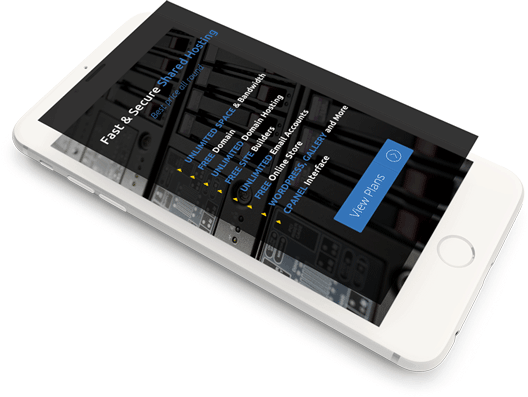 Fast & Secure Shared Hosting
UNLIMITED SPACE & Bandwidth
FREE Domain
UNLIMITED Domain Hosting
FREE SITE Builders
UNLIMITED Email Accounts
FREE Online Store
WORDPRESS, GALLERY and More
CPANEL Interface
View Plans